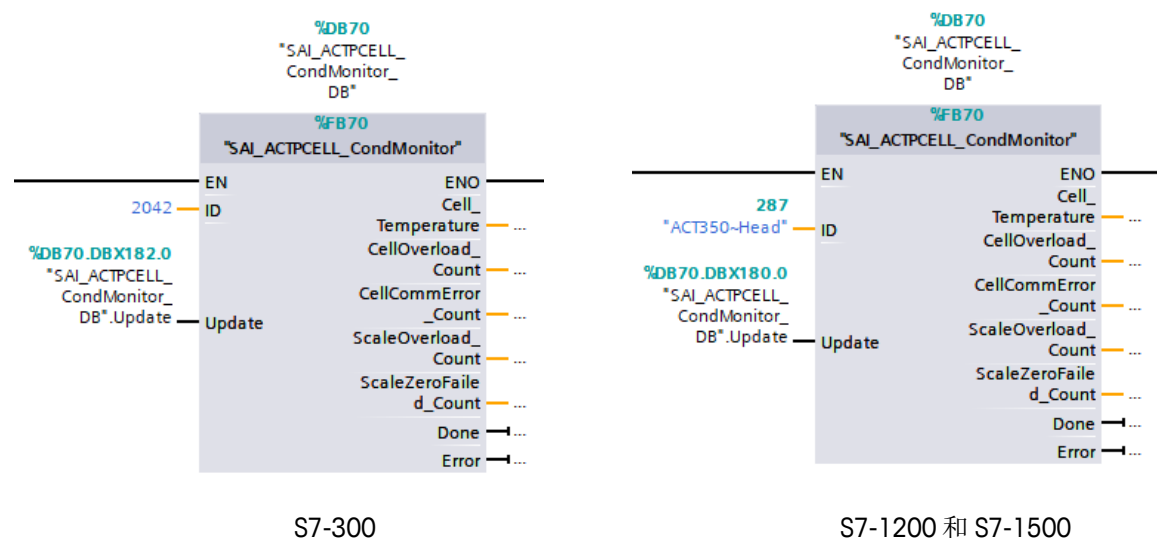 %DB70
"SAI_ACTPCELL_
CondMonitor_
DB"
%FB70
"SAI_ACTPCELL_CondMonitor"
EN
ENO
2042
ID
Cell_
Temperature
...
%DB70.DBX182.0
"SAI_ACTPCELL_
CondMonitor_
DB".Update
Update
CellOverload_
Count
...
CellCommError
_Count
...
ScaleOverload_
Count
...
ScaleZeroFaile
d_Count
...
Done
...
Error
...
S7-300
%DB70
"SAI_ACTPCELL_
CondMonitor_
DB"
%FB70
"SAI_ACTPCELL_CondMonitor"
EN
ENO
287
"ACT350~Head"
ID
Cell_
Temperature
...
%DB70.DBX180.0
"SAI_ACTPCELL_
CondMonitor_
DB".Update
Update
CellOverload_
Count
...
CellCommError
_Count
...
ScaleOverload_
Count
...
ScaleZeroFaile
d_Count
...
Done
...
Error
...
S7-1200 和 S7-1500